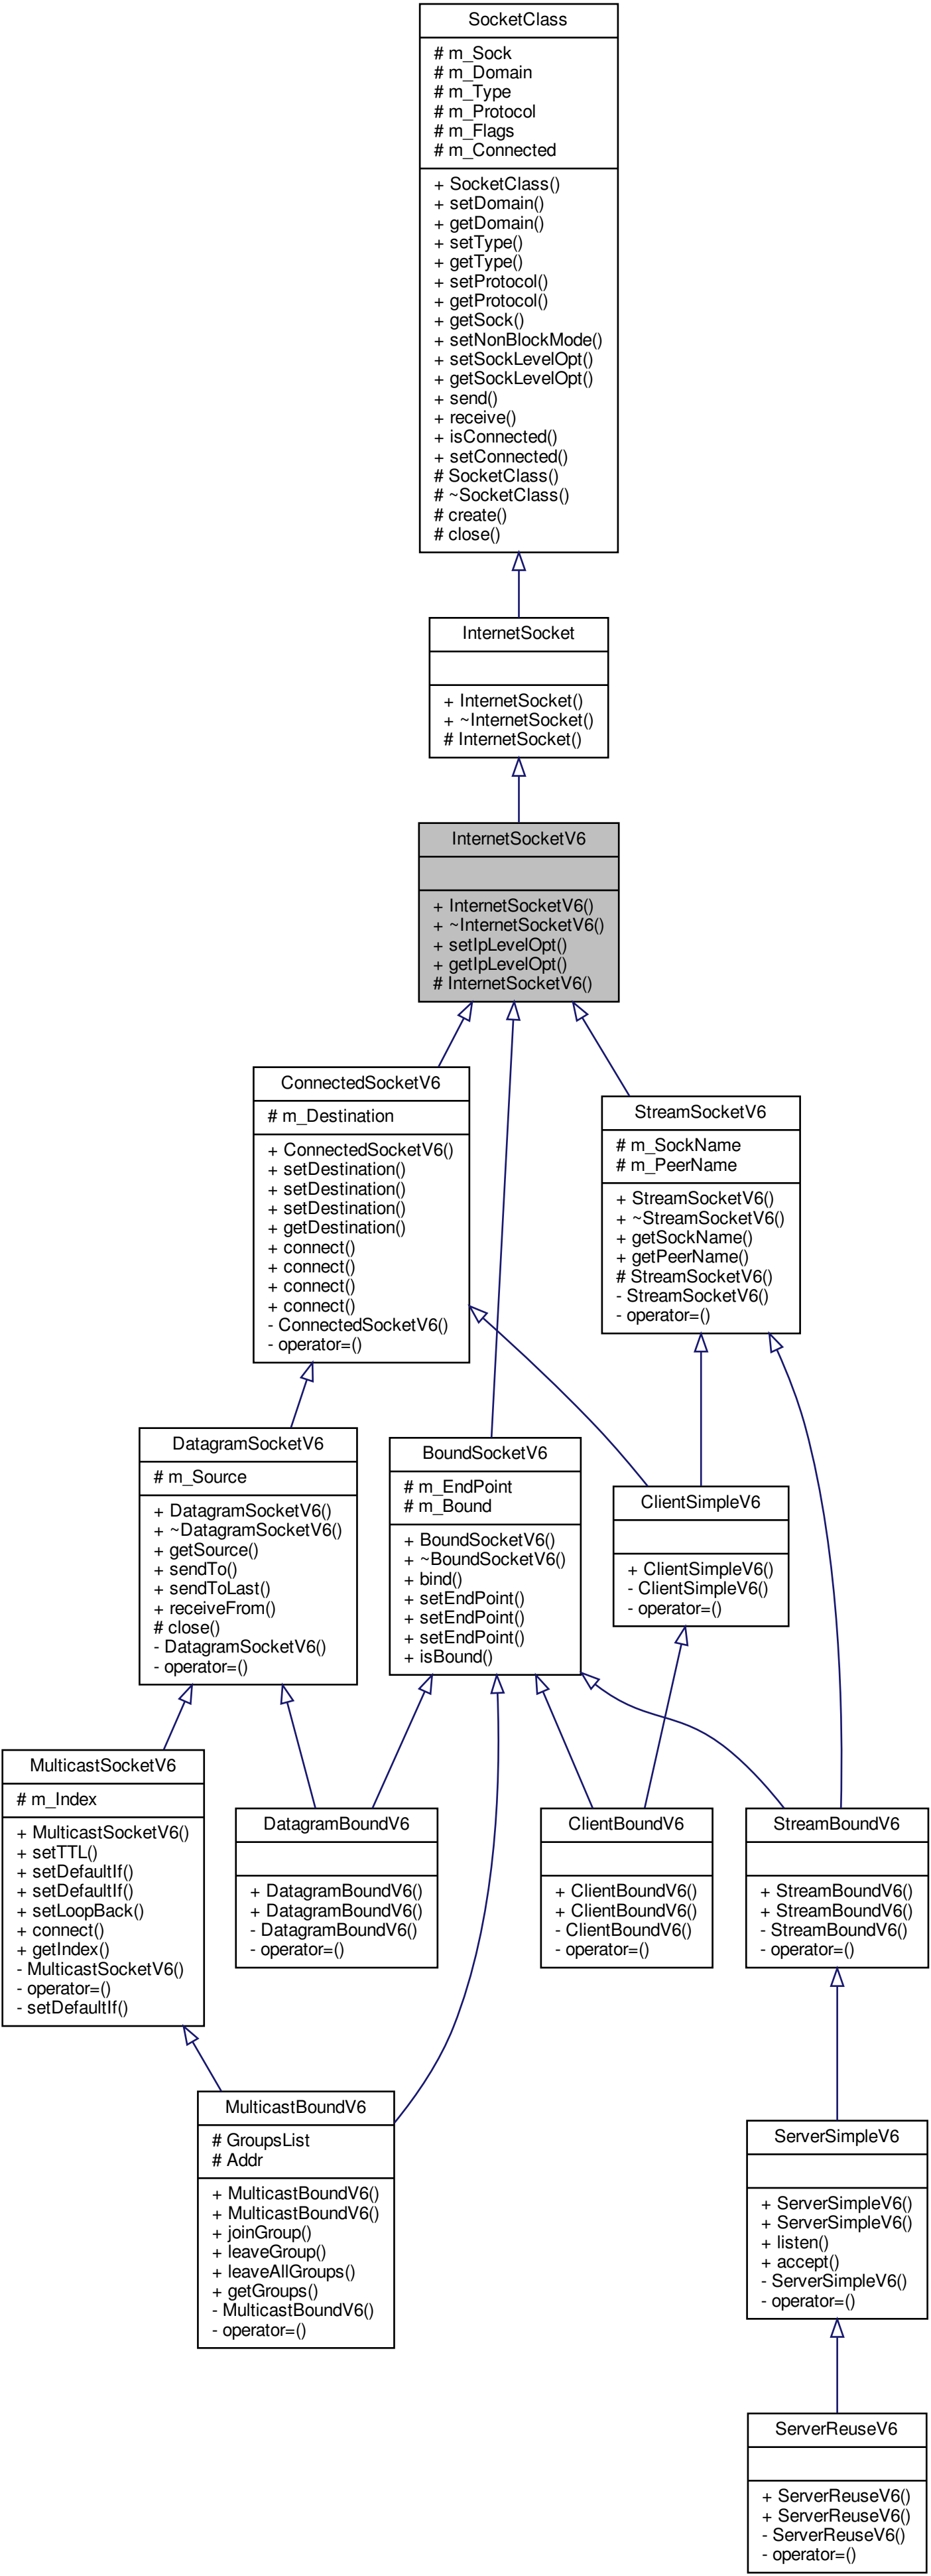 SocketClass
# m_Sock
# m_Domain
# m_Type
# m_Protocol
# m_Flags
# m_Connected
+ SocketClass()
+ setDomain()
+ getDomain()
+ setType()
+ getType()
+ setProtocol()
+ getProtocol()
+ getSock()
+ setNonBlockMode()
+ setSockLevelOpt()
+ getSockLevelOpt()
+ send()
+ receive()
+ isConnected()
+ setConnected()
# SocketClass()
# ~SocketClass()
# create()
# close()
InternetSocket
+ InternetSocket()
+ ~InternetSocket()
# InternetSocket()
InternetSocketV6
+ InternetSocketV6()
+ ~InternetSocketV6()
+ setIpLevelOpt()
+ getIpLevelOpt()
# InternetSocketV6()
ConnectedSocketV6
# m_Destination
+ ConnectedSocketV6()
+ setDestination()
+ setDestination()
+ setDestination()
+ getDestination()
+ connect()
+ connect()
+ connect()
+ connect()
- ConnectedSocketV6()
- operator=()
StreamSocketV6
# m_SockName
# m_PeerName
+ StreamSocketV6()
+ ~StreamSocketV6()
+ getSockName()
+ getPeerName()
# StreamSocketV6()
- StreamSocketV6()
- operator=()
DatagramSocketV6
# m_Source
+ DatagramSocketV6()
+ ~DatagramSocketV6()
+ getSource()
+ sendTo()
+ sendToLast()
+ receiveFrom()
# close()
- DatagramSocketV6()
- operator=()
BoundSocketV6
# m_EndPoint
# m_Bound
+ BoundSocketV6()
+ ~BoundSocketV6()
+ bind()
+ setEndPoint()
+ setEndPoint()
+ setEndPoint()
+ isBound()
ClientSimpleV6
+ ClientSimpleV6()
- ClientSimpleV6()
- operator=()
MulticastSocketV6
# m_Index
+ MulticastSocketV6()
+ setTTL()
+ setDefaultIf()
+ setDefaultIf()
+ setLoopBack()
+ connect()
+ getIndex()
- MulticastSocketV6()
- operator=()
- setDefaultIf()
DatagramBoundV6
+ DatagramBoundV6()
+ DatagramBoundV6()
- DatagramBoundV6()
- operator=()
ClientBoundV6
+ ClientBoundV6()
+ ClientBoundV6()
- ClientBoundV6()
- operator=()
StreamBoundV6
+ StreamBoundV6()
+ StreamBoundV6()
- StreamBoundV6()
- operator=()
MulticastBoundV6
# GroupsList
# Addr
+ MulticastBoundV6()
+ MulticastBoundV6()
+ joinGroup()
+ leaveGroup()
+ leaveAllGroups()
+ getGroups()
- MulticastBoundV6()
- operator=()
ServerSimpleV6
+ ServerSimpleV6()
+ ServerSimpleV6()
+ listen()
+ accept()
- ServerSimpleV6()
- operator=()
ServerReuseV6
+ ServerReuseV6()
+ ServerReuseV6()
- ServerReuseV6()
- operator=()